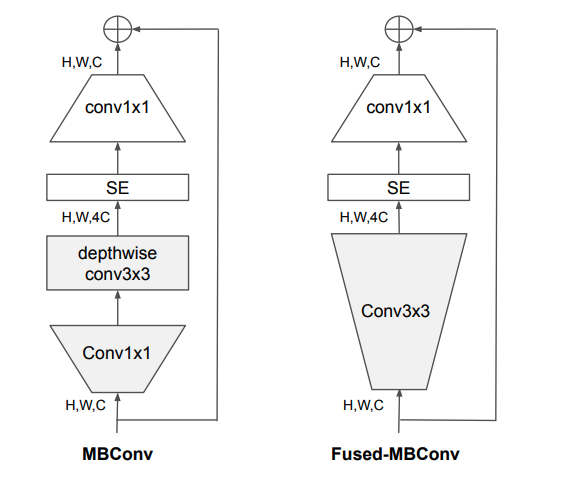 H,W,C
conv1x1
SE
H,W,4C
depthwise
conv3x3
Conv1x1
H,W,C
MBConv
H,W,C
conv1x1
SE
H,W,4C
Conv3x3
H,W,C
Fused-MBConv